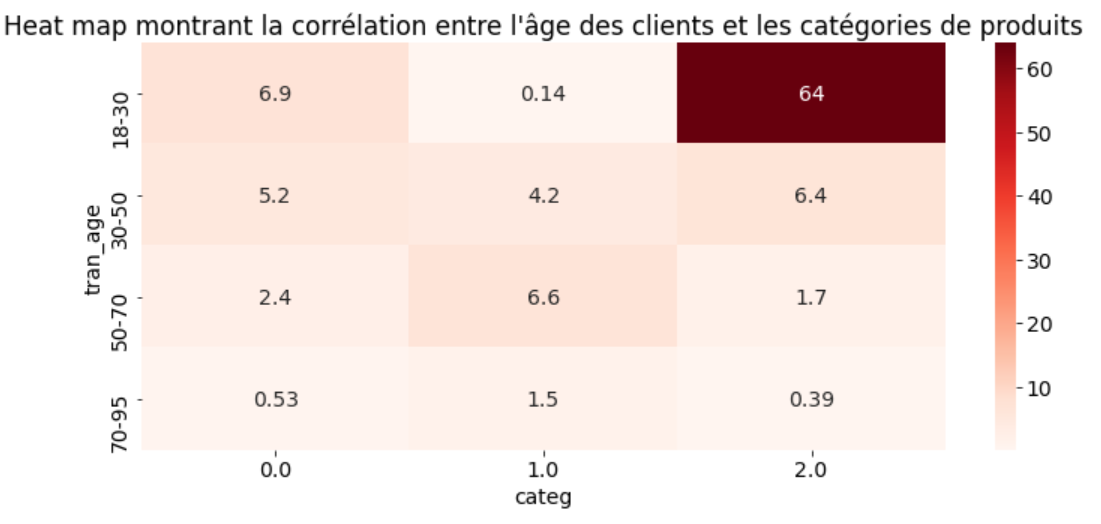 Heat map montrant la corrélation entre l'âge des clients et les catégories de produits
tran_age
18-30 6.9 0.14 64
30-50 5.2 4.2 6.4
50-70 2.4 6.6 1.7
70-95 0.53 1.5 0.39
0.0 1.0 2.0
categ
60
50
40
30
20
10